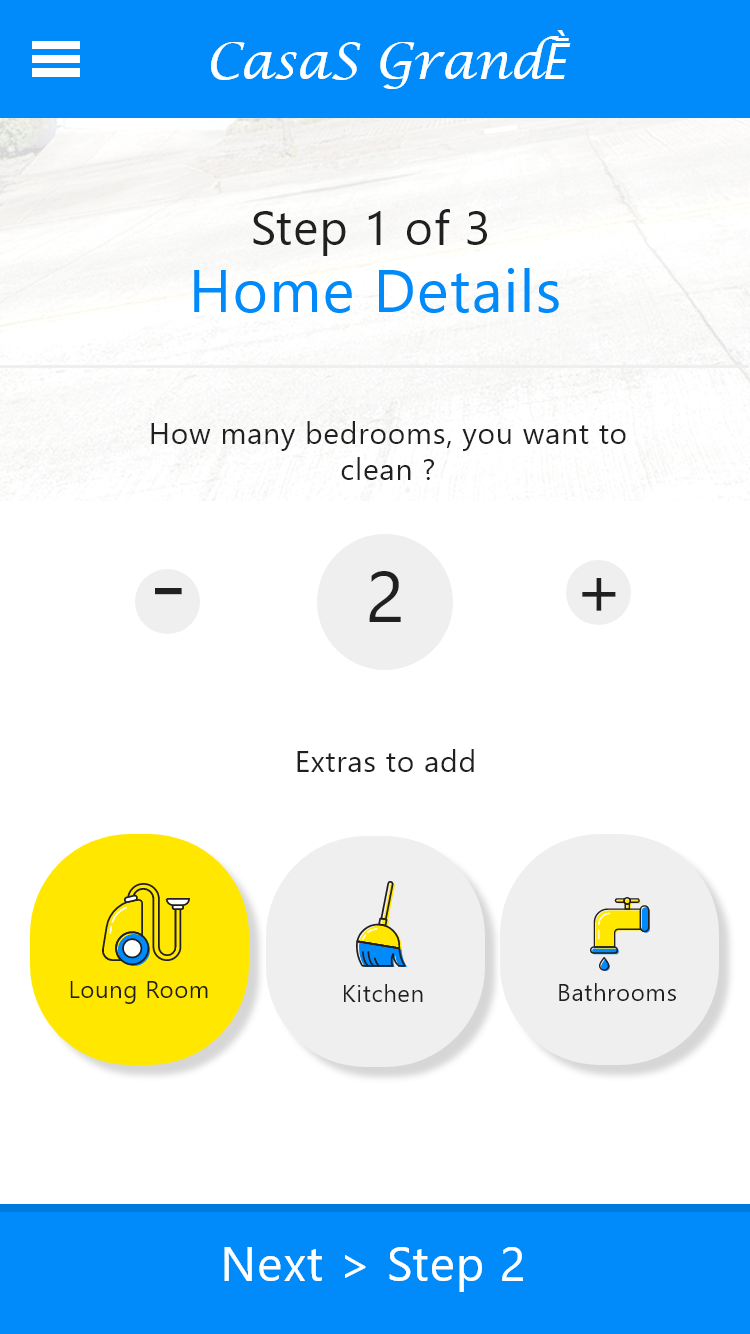 CasaS GrandÈ
Step 1 of 3
Home Details
How many bedrooms, you want to
clean ?
- 2 +
Extras to add
Loung Room Kitchen Bathrooms
Next > Step 2